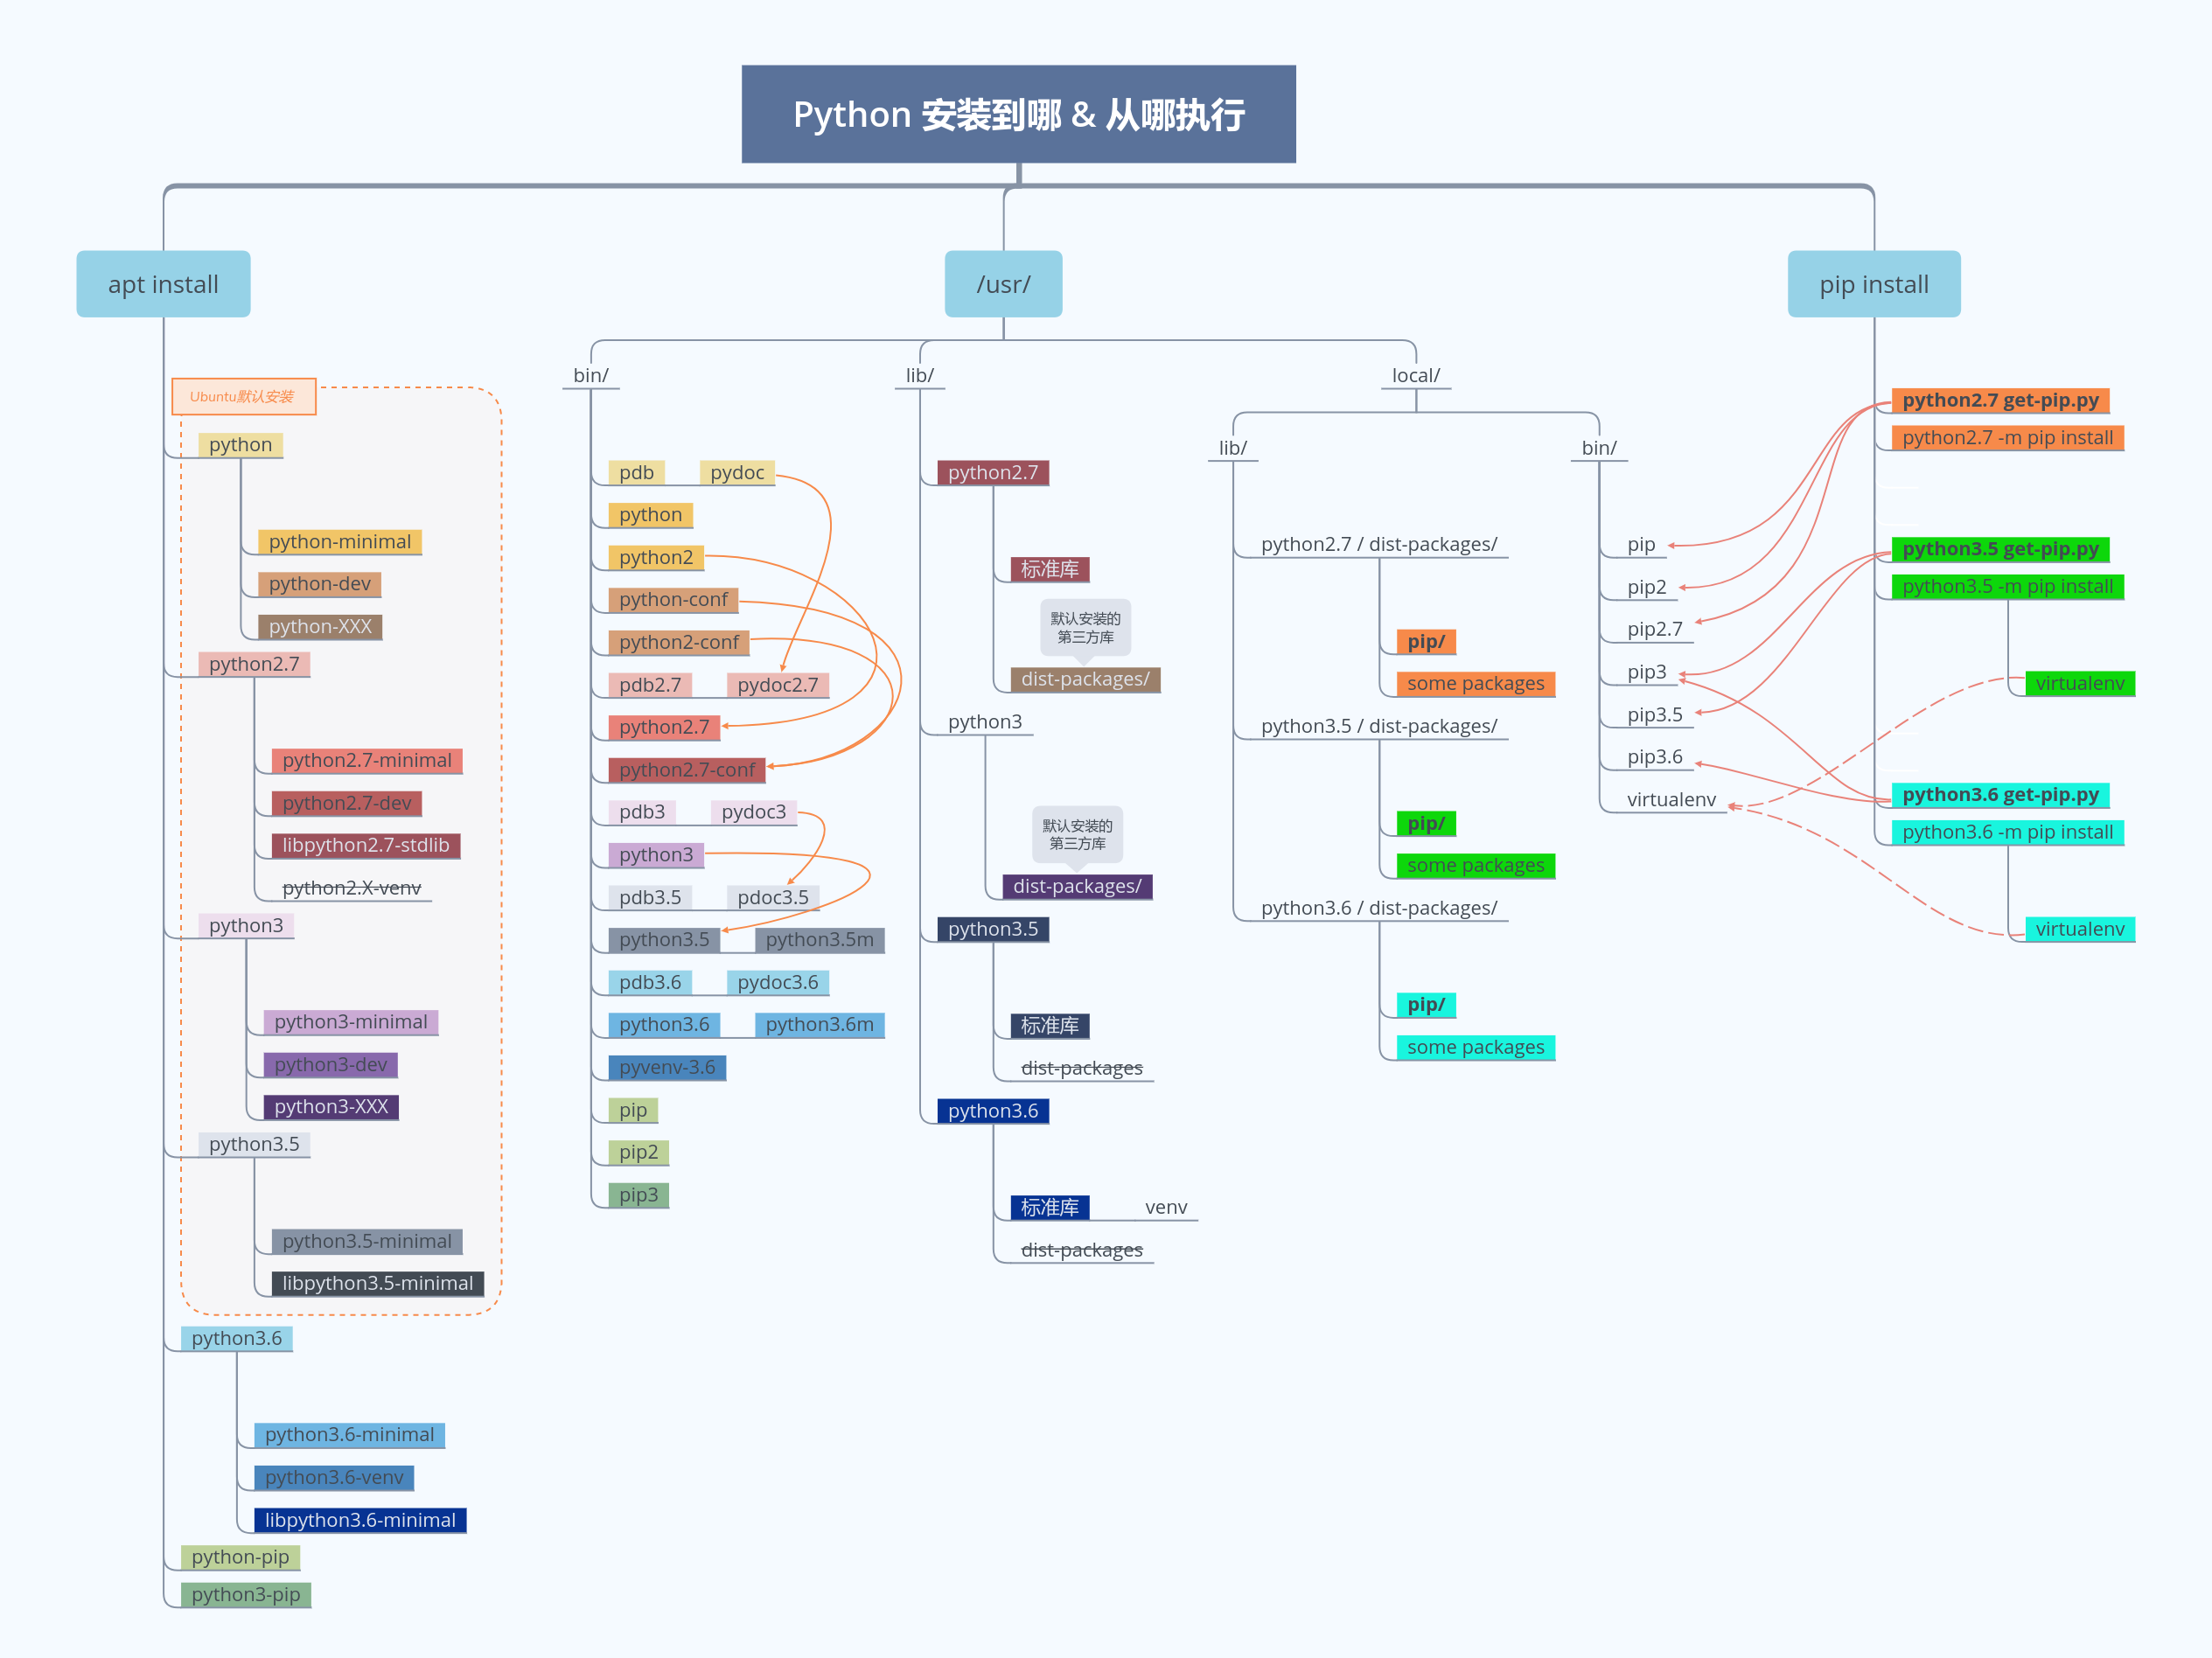 Python 安装到哪 & 从哪执行
apt install
Ubuntu默认安装
python
python-minimal
python-dev
python-XXX
python2.7
python2.7-minimal
python2.7-dev
libpython2.7-stdlib
python2.X-venv
python3
python3-minimal
python3-dev
python3-XXX
python3.5
python3.5-minimal
libpython3.5-minimal
python3.6
python3.6-minimal
python3.6-venv
libpython3.6-minimal
python-pip
python3-pip
/usr/
bin/
pdb pydoc
python
python2
python-conf
python2-conf
pdb2.7 pydoc2.7
python2.7
python2.7-conf
pdb3 pydoc3
python3
pdb3.5 pdoc3.5
python3.5 python3.5m
pdb3.6 pydoc3.6
python3.6 python3.6m
pyvenv-3.6
pip
pip2
pip3
lib/
python2.7
标准库
默认安装的
第三方库
dist-packages/
python3
默认安装的
第三方库
dist-packages/
python3.5
标准库
dist-packages
python3.6
标准库 venv
dist-packages
local/
lib/
python2.7 / dist-packages/
pip/
some packages
python3.5 / dist-packages/
pip/
some packages
python3.6 / dist-packages/
pip/
some packages
bin/
pip
pip2
pip2.7
pip3
pip3.5
pip3.6
virtualenv
pip install
python2.7 get-pip.py
python2.7 -m pip install
python3.5 get-pip.py
python3.5 -m pip install
virtualenv
python3.6 get-pip.py
python3.6 -m pip install
virtualenv